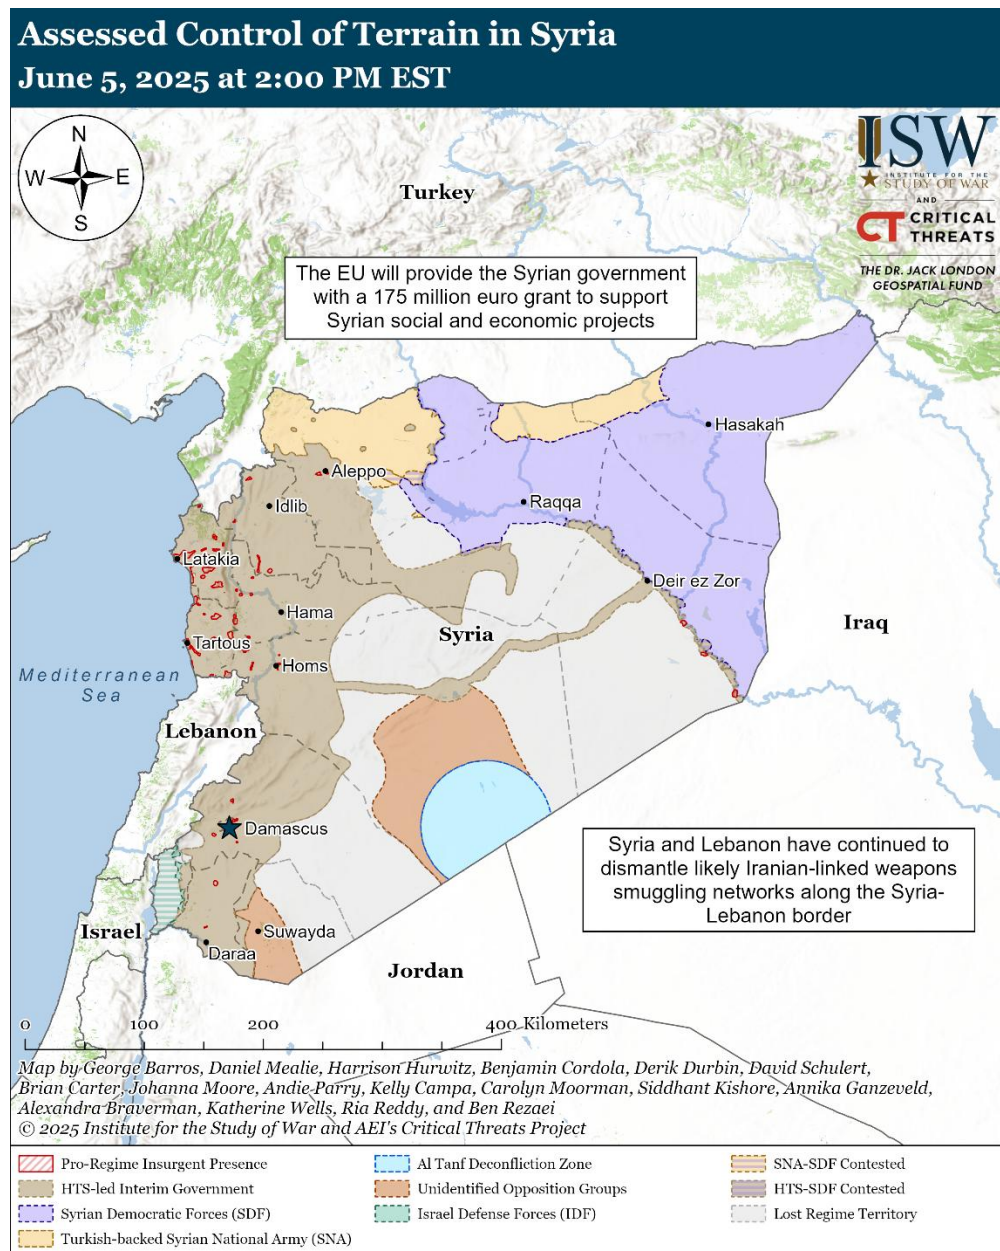 Assessed Control of Terrain in Syria
June 5, 2025 at 2:00 PM EST
N
W
E
S
ISW
INSTITUTE FOR THE
STUDY OF WAR
AND
CT CRITICAL
THREATS
THE DR. JACK LONDON
GEOSPATIAL FUND
Turkey
The EU will provide the Syrian government
with a 175 million euro grant to support
Syrian social and economic projects
Hasakah
Aleppo
Idlib
Raqqa
Latakia
Deir ez Zor
Hama
Syria
Iraq
Tartous
Homs
Mediterranean
Sea
Lebanon
Damascus
Syria and Lebanon have continued to
dismantle likely Iranian-linked weapons
smuggling networks along the Syria-
Lebanon border
Israel
Suwayda
Daraa
Jordan
0 100 200 400 Kilometers
Map by George Barros, Daniel Mealie, Harrison Hurwitz, Benjamin Cordola, Derik Durbin, David Schulert,
Brian Carter, Johanna Moore, Andie Parry, Kelly Campa, Carolyn Moorman, Siddhant Kishore, Annika Ganzeveld,
Alexandra Braverman, Katherine Wells, Ria Reddy, and Ben Rezaei
© 2025 Institute for the Study of War and AEI's Critical Threats Project
Pro-Regime Insurgent Presence
HTS-led Interim Government
Syrian Democratic Forces (SDF)
Turkish-backed Syrian National Army (SNA)
Al Tanf Deconfliction Zone
Unidentified Opposition Groups
Israel Defense Forces (IDF)
SNA-SDF Contested
HTS-SDF Contested
Lost Regime Territory